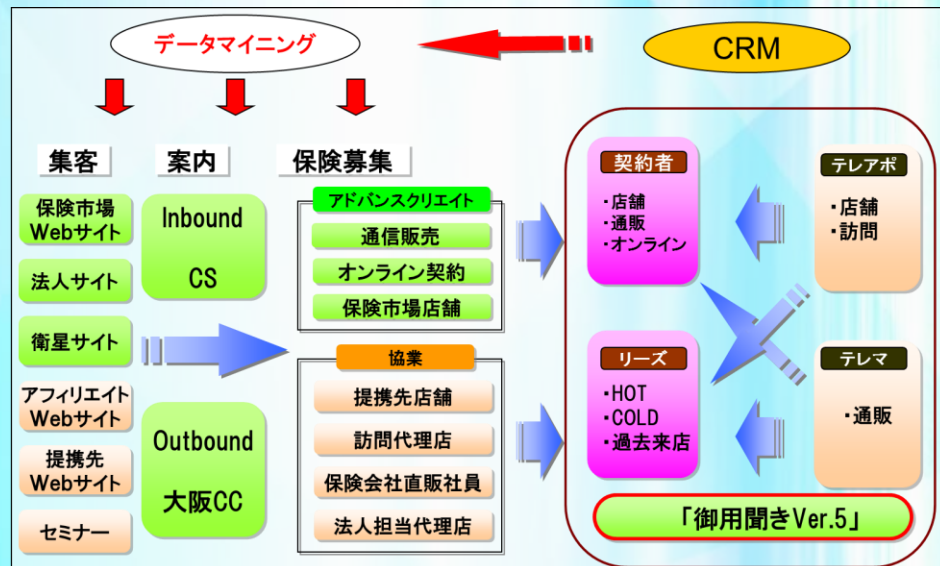 データマイニング
CRM
集客
案内
保険募集
保険市場
Webサイト
法人サイト
衛星サイト
アフィリエイト
Webサイト
提携先
Webサイト
セミナー
Inbound
CS
Outbound
大阪CC
アドバンスクリエイト
通信販売
オンライン契約
保険市場店舗
協業
提携先店舗
訪問代理店
保険会社直販社員
法人担当代理店
契約者
・店舗
・通販
・オンライン
テレアポ
・店舗
・訪問
リーズ
・HOT
・COLD
・過去来店
テレマ
・通販
「御用聞きVer.5」